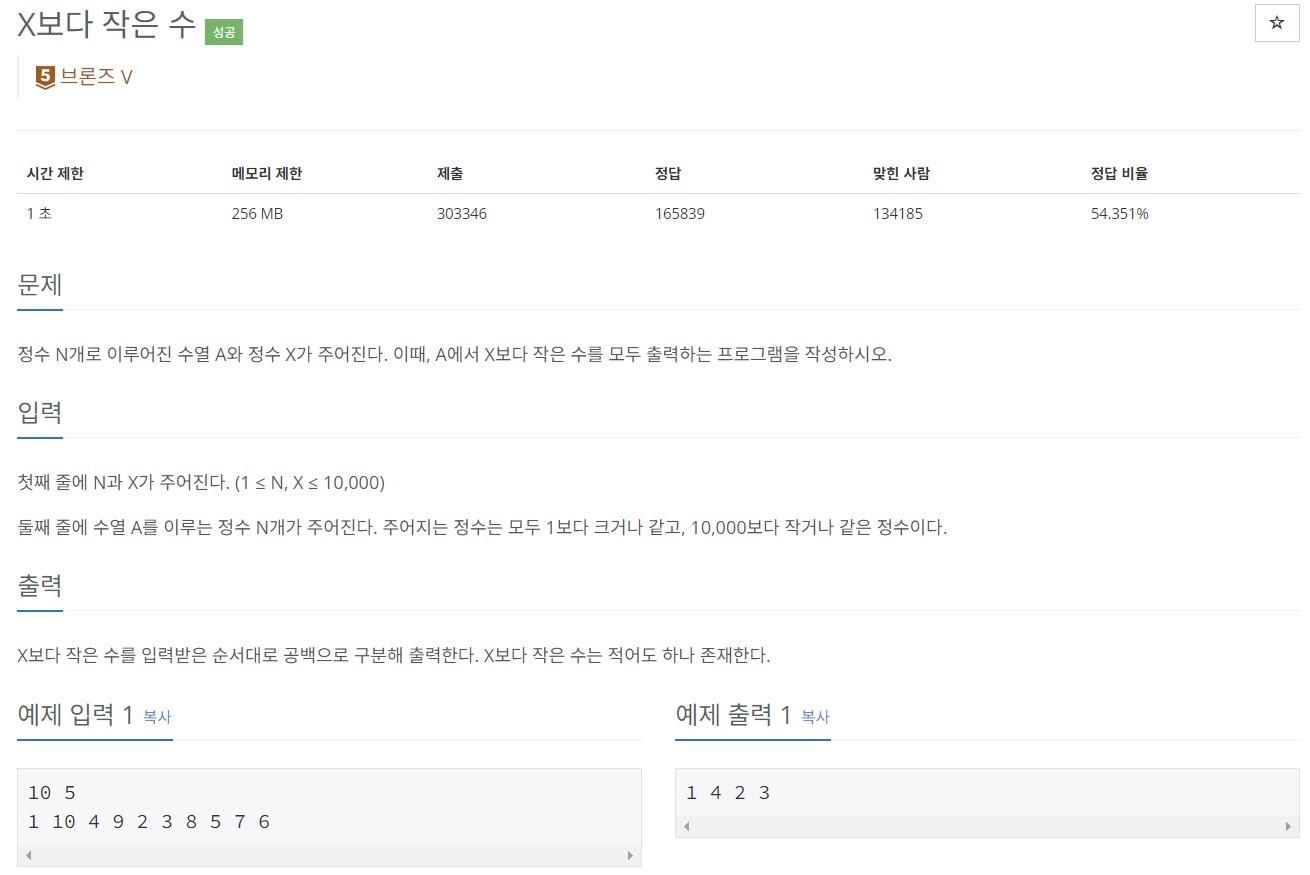 X보다 작은 수 성공
☆
5 브론즈 V
시간 제한 메모리 제한 제출 정답 맞힌 사람 정답 비율
1 초 256 MB 303346 165839 134185 54.351%
문제
정수 N개로 이루어진 수열 A와 정수 X가 주어진다. 이때, A에서 X보다 작은 수를 모두 출력하는 프로그램을 작성하시오.
입력
첫째 줄에 N과 X가 주어진다. (1 ≤ N, X ≤ 10,000)
둘째 줄에 수열 A를 이루는 정수 N개가 주어진다. 주어지는 정수는 모두 1보다 크거나 같고, 10,000보다 작거나 같은 정수이다.
출력
X보다 작은 수를 입력받은 순서대로 공백으로 구분해 출력한다. X보다 작은 수는 적어도 하나 존재한다.
예제 입력 1 복사
10 5
1 10 4 9 2 3 8 5 7 6
예제 출력 1 복사
1 4 2 3